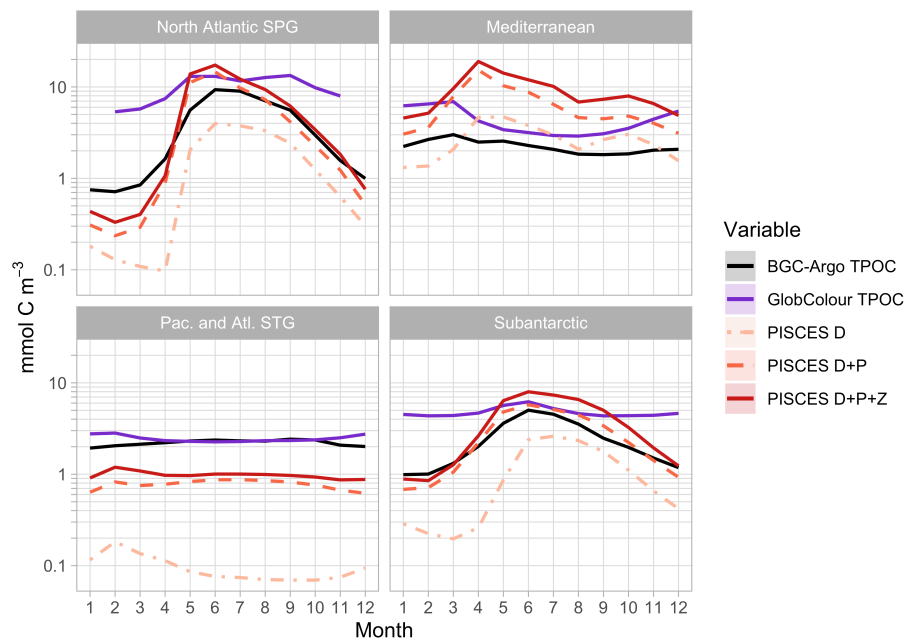 North Atlantic SPG
Mediterranean
10
1
0.1
Pac. and Atl. STG
Subantarctic
10
1
0.1
mmol C m⁻³
1 2 3 4 5 6 7 8 9 10 11 12
1 2 3 4 5 6 7 8 9 10 11 12
Month
Variable
BGC-Argo TPOC
GlobColour TPOC
PISCES D
PISCES D+P
PISCES D+P+Z